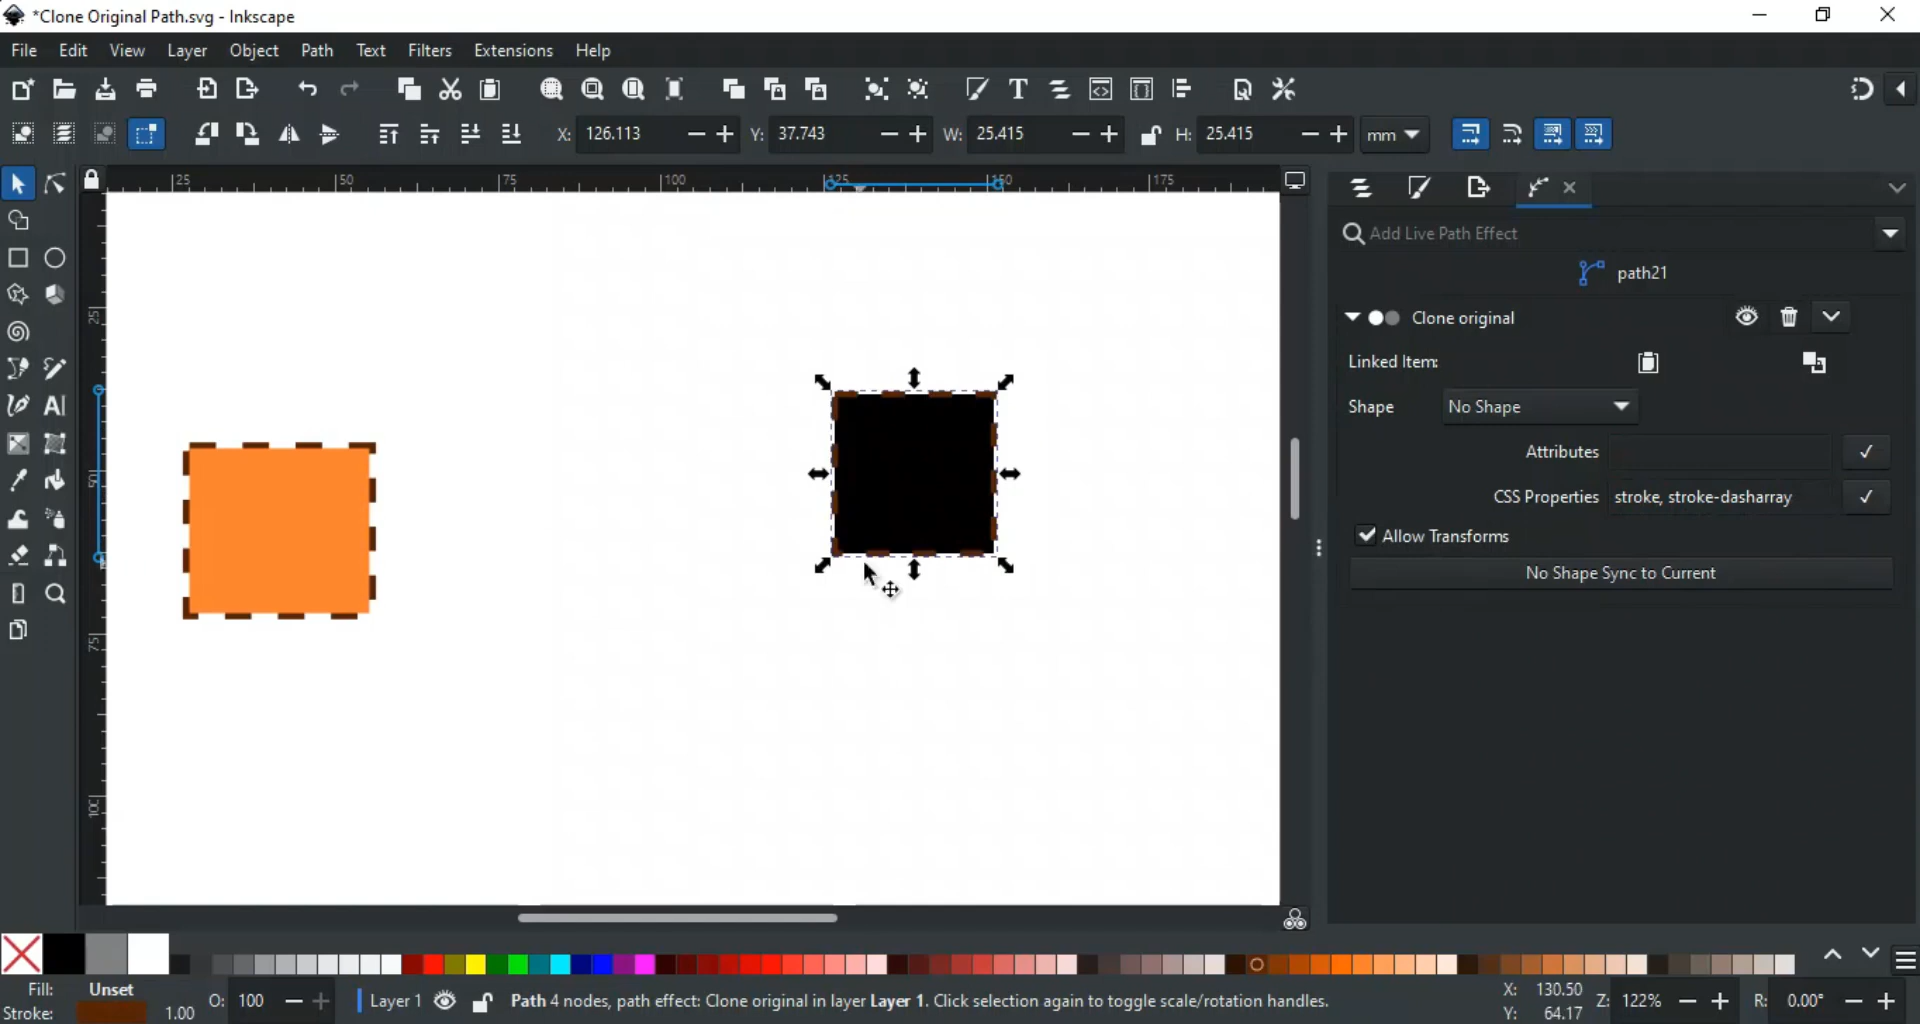 *Clone Original Path.svg - Inkscape
File Edit View Layer Object Path Text Filters Extensions Help
X: 126.113 Y: 37.743 W: 25.415 H: 25.415 mm
25 50 75 100 125 150 175
25
50
75
100
Add Live Path Effect
path21
Clone original
Linked Item:
Shape No Shape
Attributes
CSS Properties stroke, stroke-dasharray
Allow Transforms
No Shape Sync to Current
Fill: Unset
Stroke: 1.00
O: 100
Layer 1
Path 4 nodes, path effect: Clone original in layer Layer 1. Click selection again to toggle scale/rotation handles.
X: 130.50
Y: 64.17
Z: 122%
R: 0.00°